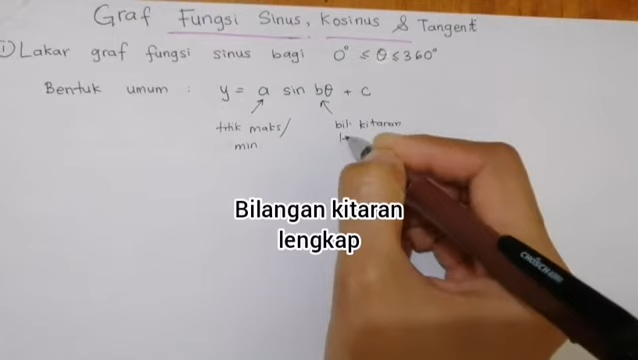 Graf Fungsi Sinus, Kosinus & Tangent
① Lakar graf fungsi sinus bagi 0° ≤ θ ≤ 360°
Bentuk umum : y = a sin bθ + c
titik maks/
min
bil. kitaran
Bilangan kitaran
lengkap